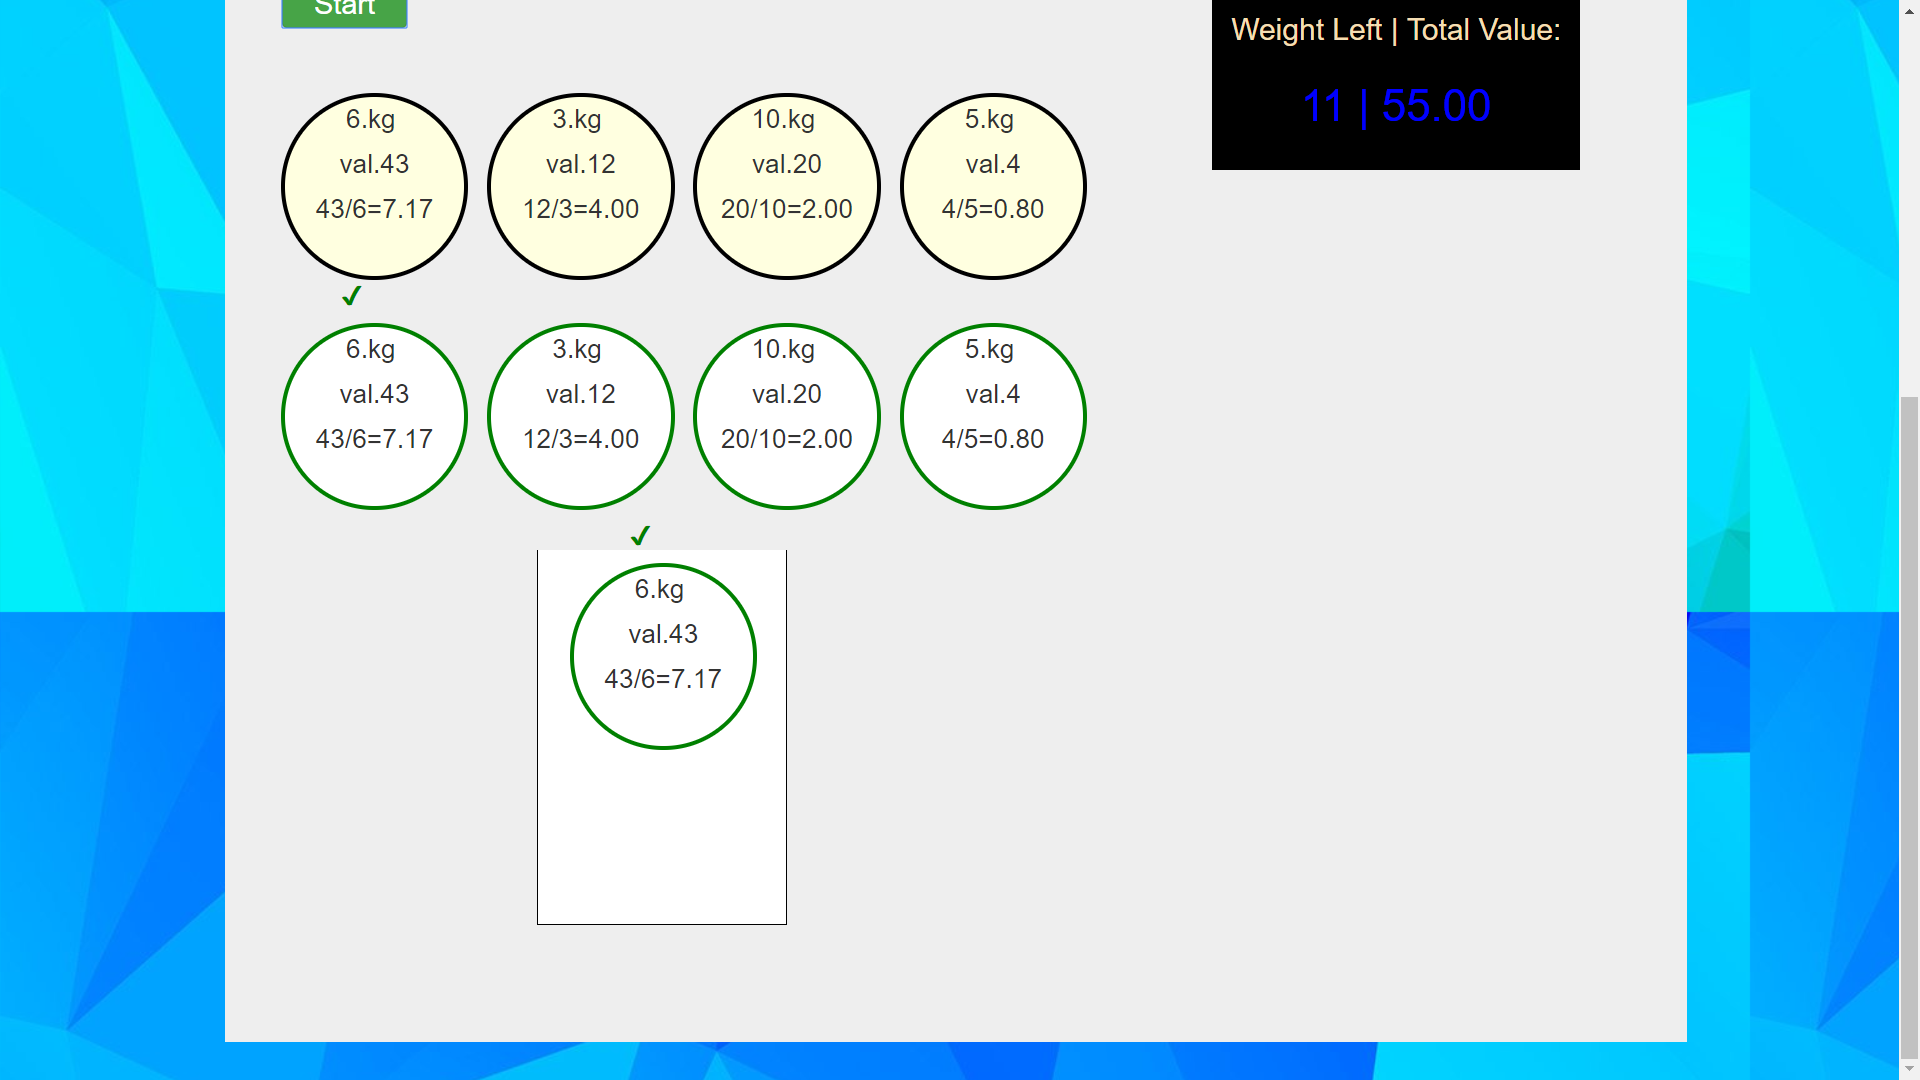 Start
Weight Left | Total Value:
11 | 55.00
6.kg
val.43
43/6=7.17
3.kg
val.12
12/3=4.00
10.kg
val.20
20/10=2.00
5.kg
val.4
4/5=0.80
✓
6.kg
val.43
43/6=7.17
3.kg
val.12
12/3=4.00
10.kg
val.20
20/10=2.00
5.kg
val.4
4/5=0.80
✓
6.kg
val.43
43/6=7.17